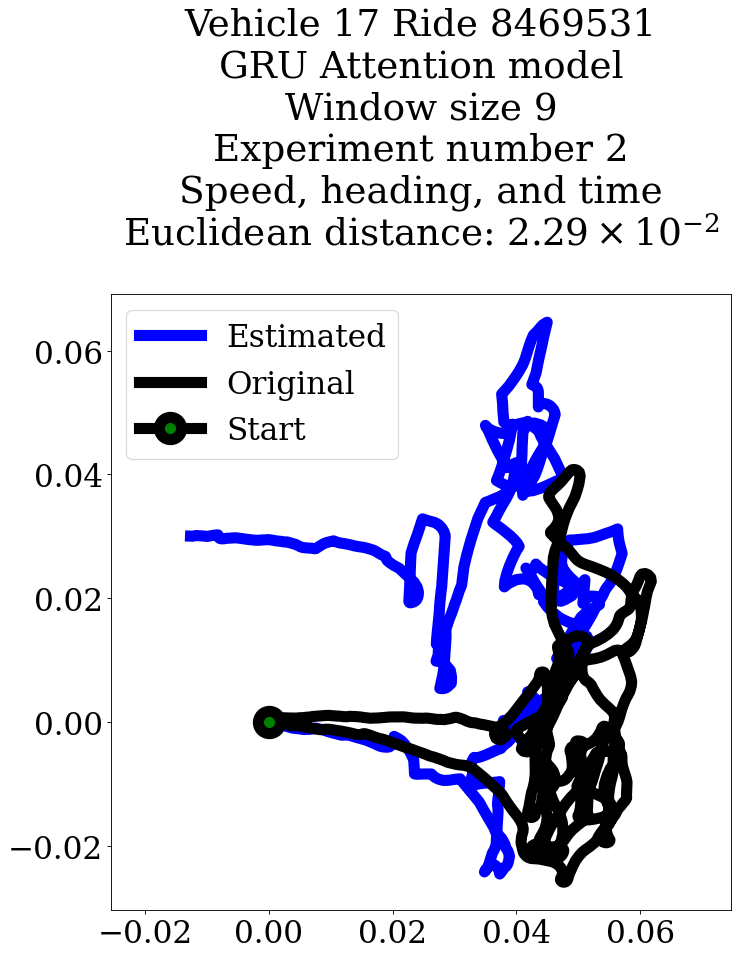 Vehicle 17 Ride 8469531
GRU Attention model
Window size 9
Experiment number 2
Speed, heading, and time
Euclidean distance: 2.29 × 10⁻²
Estimated
Original
Start
0.06
0.04
0.02
0.00
−0.02
−0.02 0.00 0.02 0.04 0.06